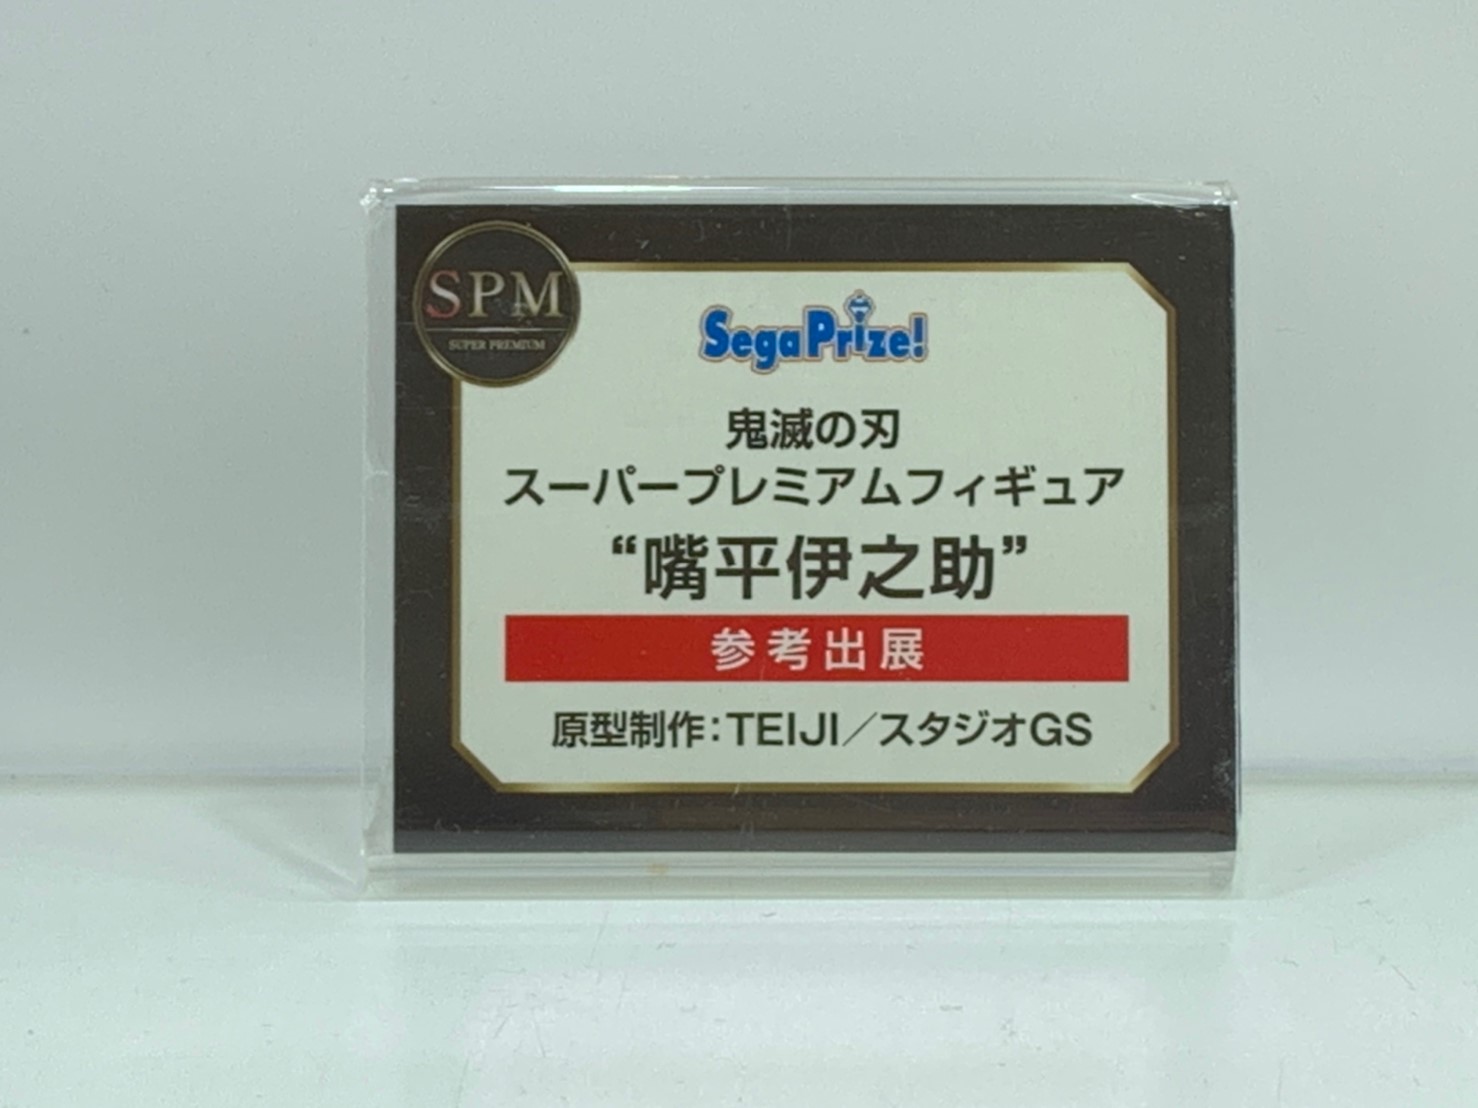 SPM
SUPER PREMIUM
SegaPrize!
鬼滅の刃
スーパープレミアムフィギュア
“嘴平伊之助”
参考出展
原型制作：TEIJI／スタジオGS